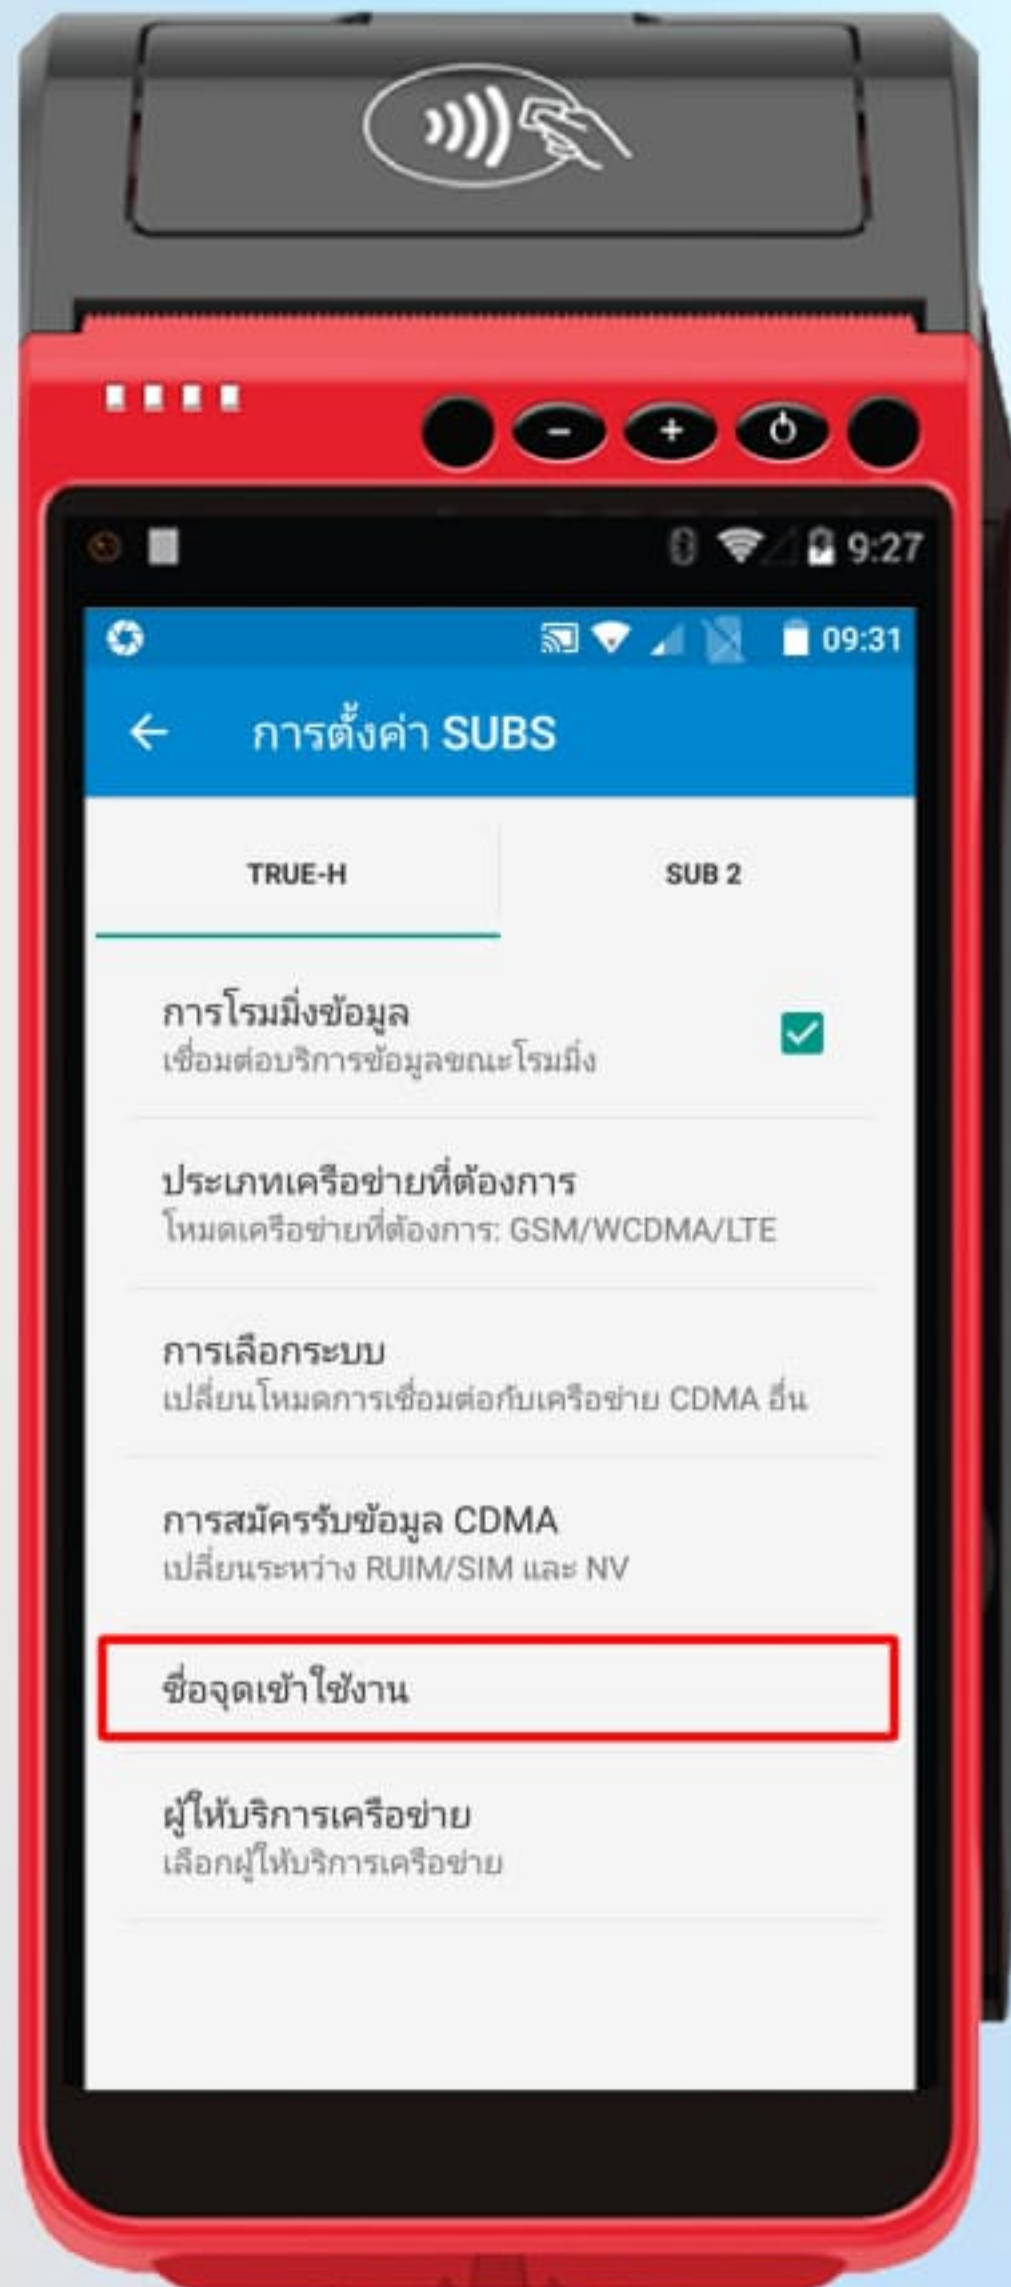 9:27
09:31
การตั้งค่า SUBS
TRUE-H
SUB 2
การโรมมิ่งข้อมูล
เชื่อมต่อบริการข้อมูลขณะโรมมิ่ง
ประเภทเครือข่ายที่ต้องการ
โหมดเครือข่ายที่ต้องการ: GSM/WCDMA/LTE
การเลือกระบบ
เปลี่ยนโหมดการเชื่อมต่อกับเครือข่าย CDMA อื่น
การสมัครรับข้อมูล CDMA
เปลี่ยนระหว่าง RUIM/SIM และ NV
ชื่อจุดเข้าใช้งาน
ผู้ให้บริการเครือข่าย
เลือกผู้ให้บริการเครือข่าย